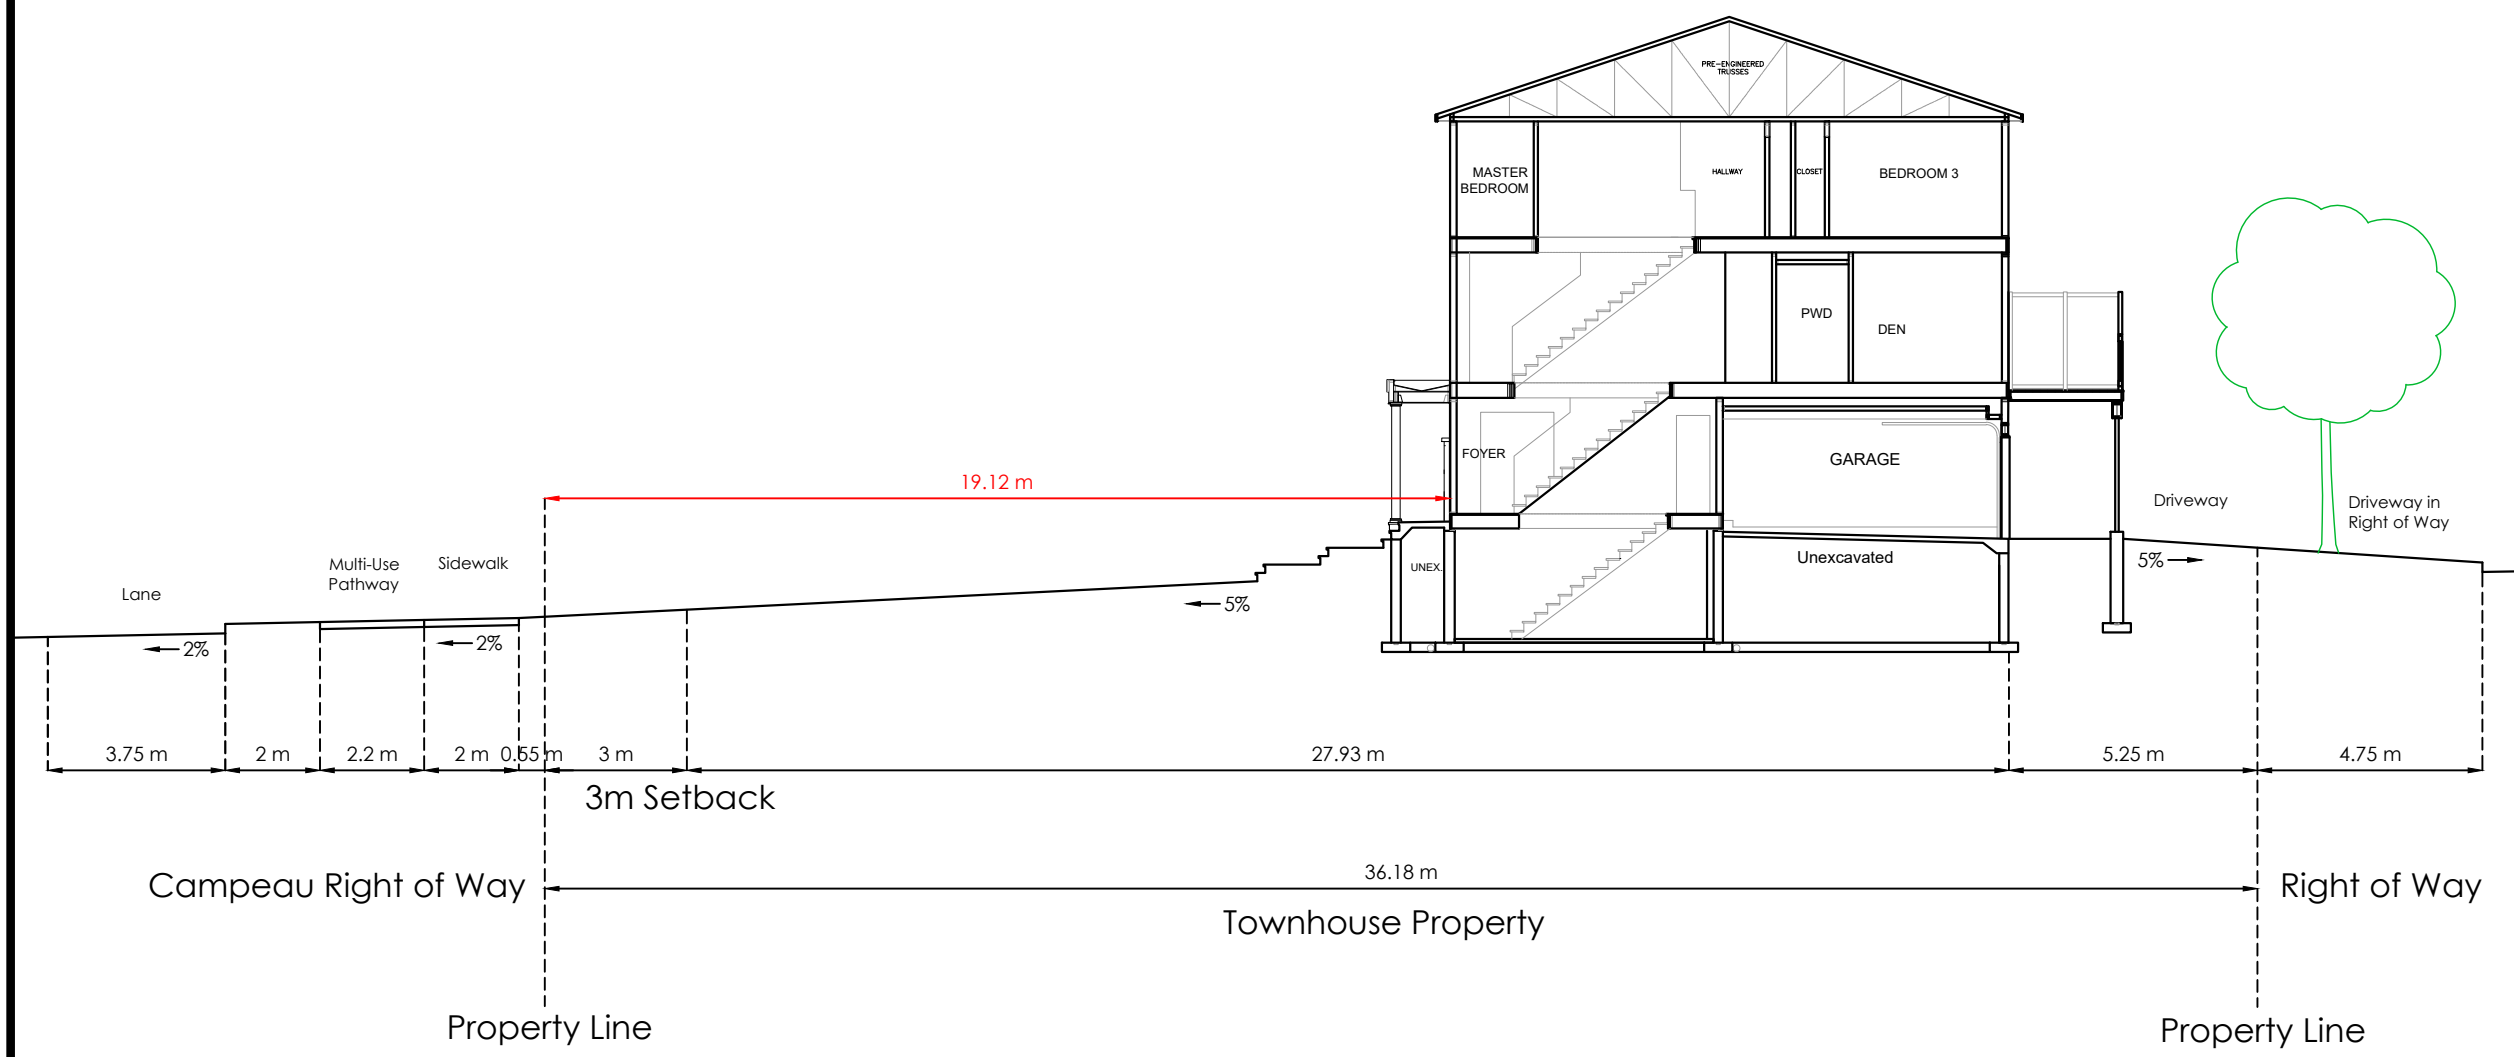 PRE-ENGINEERED
TRUSSES
MASTER
BEDROOM
HALLWAY
CLOSET
BEDROOM 3
PWD
DEN
FOYER
GARAGE
19.12 m
Driveway
Driveway in
Right of Way
Multi-Use
Pathway
Sidewalk
Lane
UNEX.
Unexcavated
5%
5%
2%
2%
3.75 m
2 m
2.2 m
2 m
0.55 m
3 m
27.93 m
5.25 m
4.75 m
3m Setback
36.18 m
Campeau Right of Way
Right of Way
Townhouse Property
Property Line
Property Line